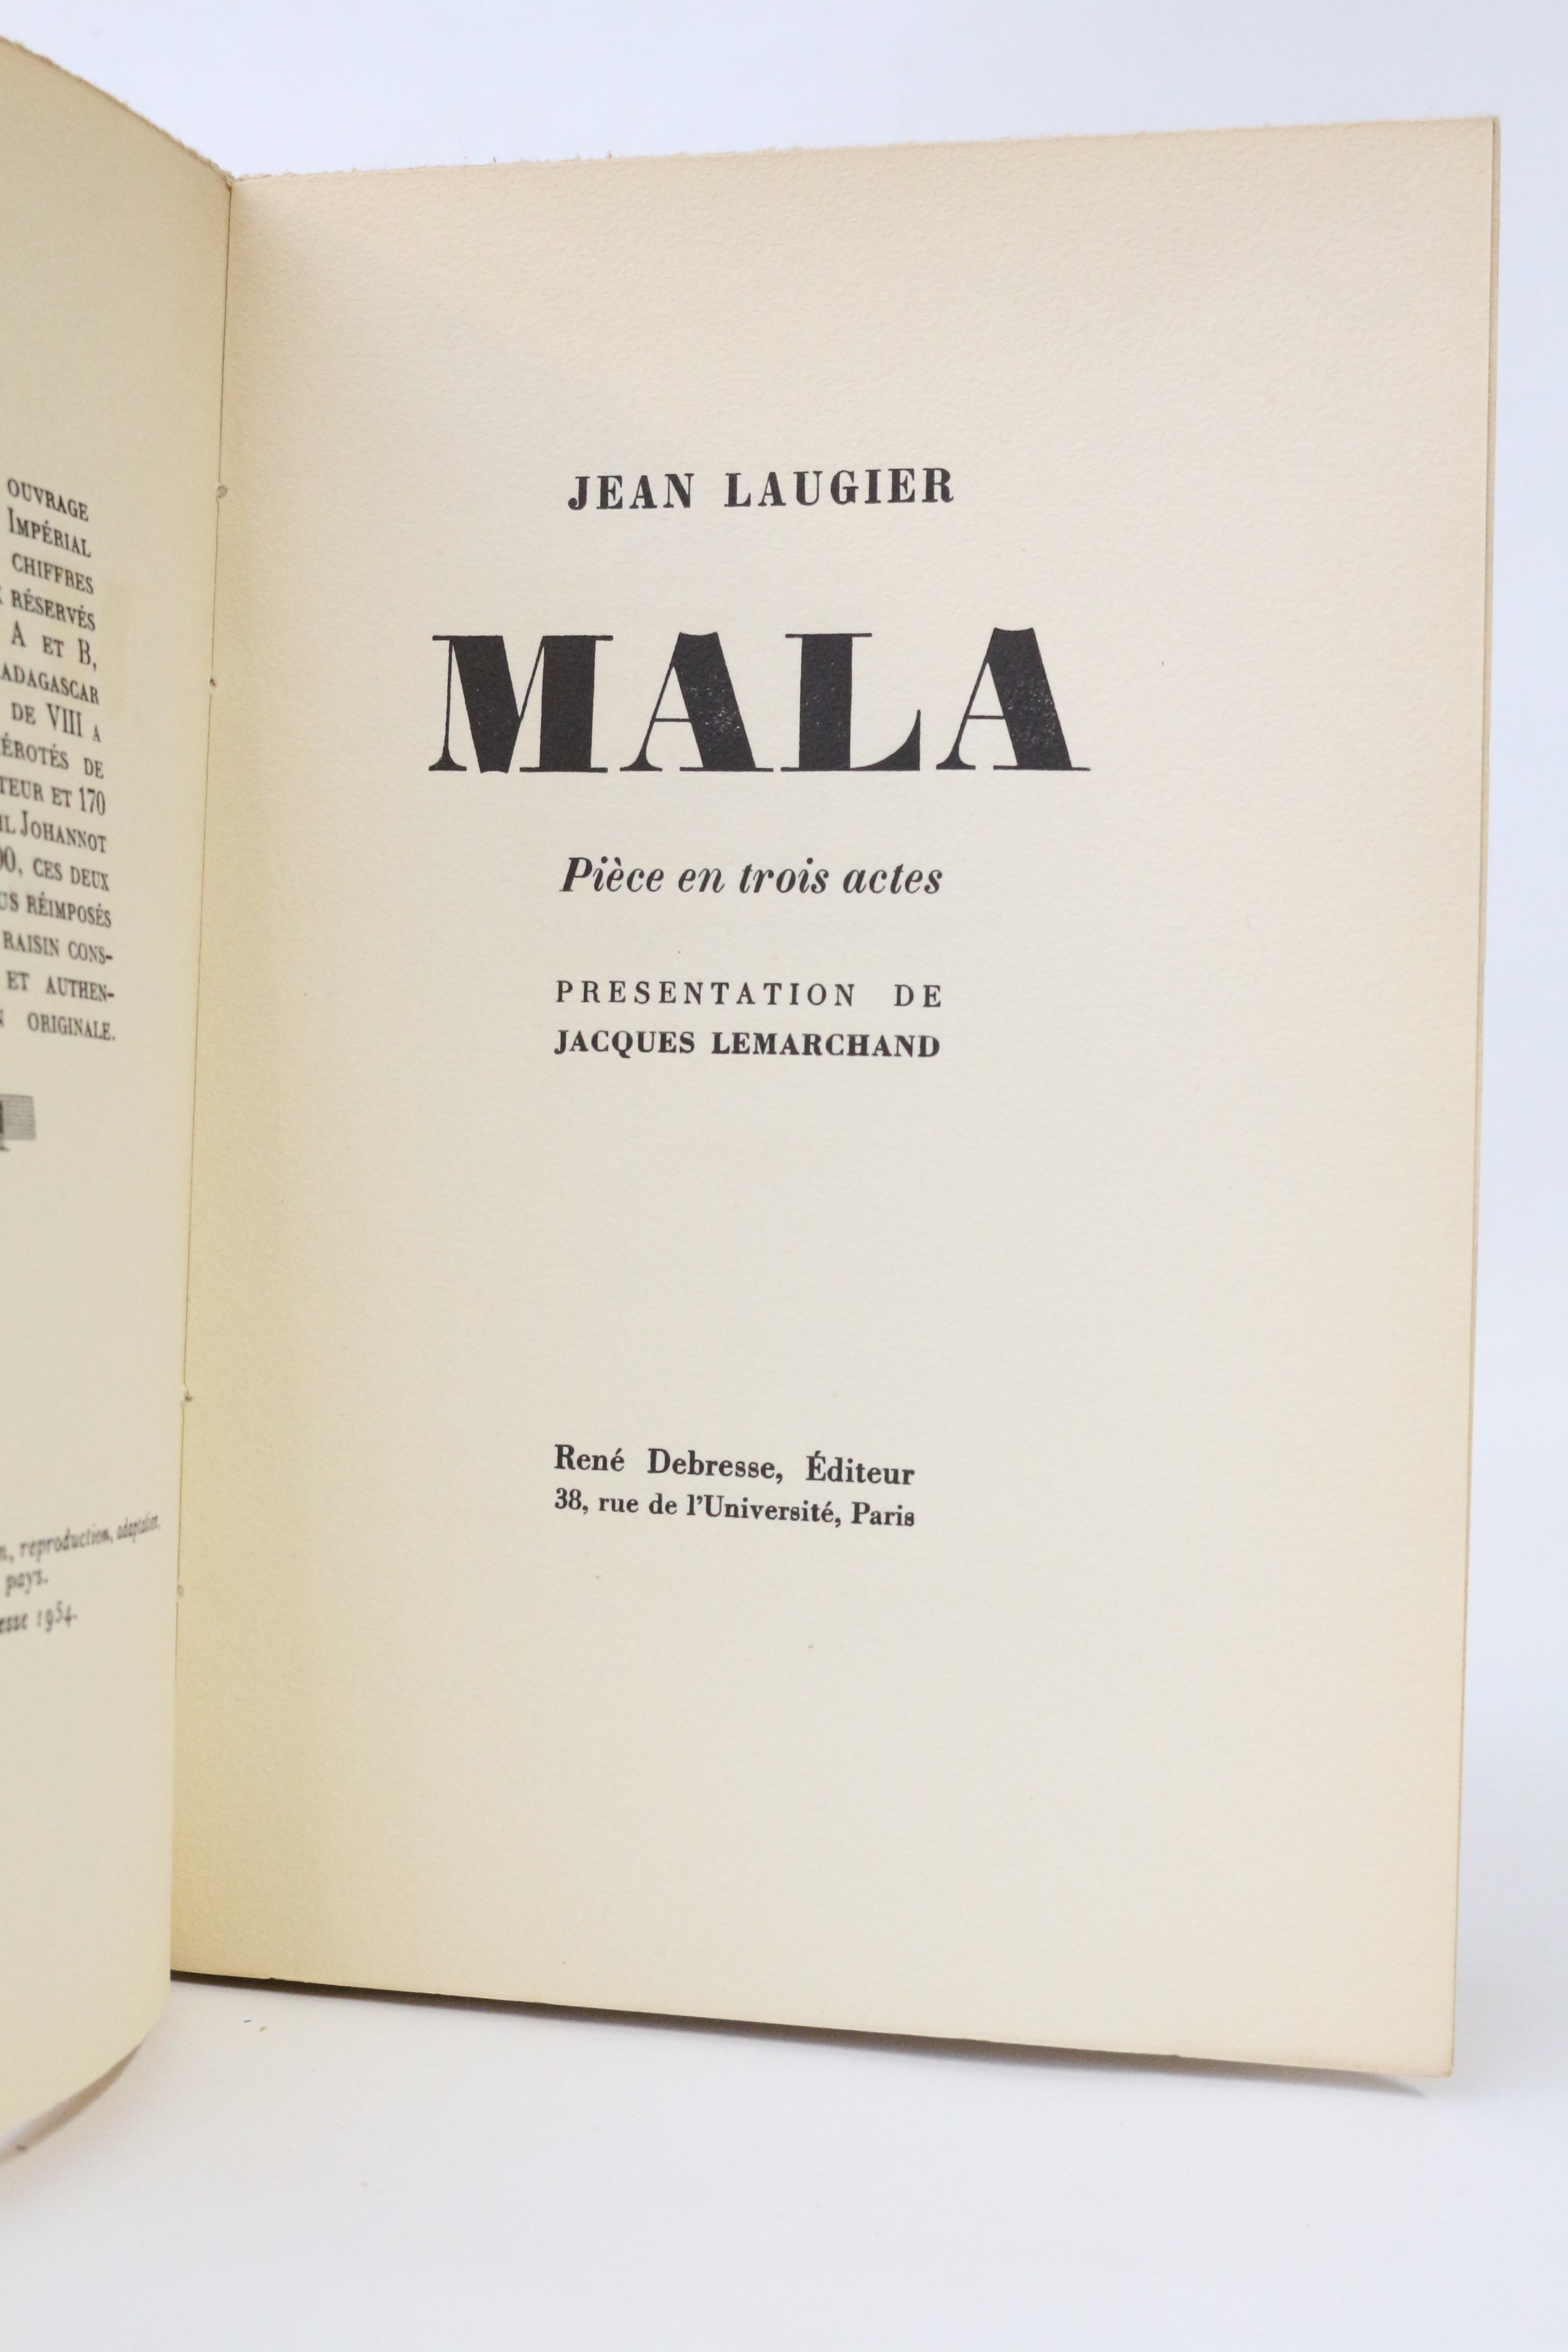 OUVRAGE
IMPÉRIAL
CHIFFRES
RÉSERVÉS
A ET B,
ADAGASCAR
DE VIII A
ÉROTÉS DE
TEUR ET 170
IL JOHANNOT
00, CES DEUX
US RÉIMPOSÉS
RAISIN CONS-
ET AUTHEN-
N ORIGINALE.
n, reproduction, adaptation,
pays.
esse 1954.
JEAN LAUGIER
MALA
Pièce en trois actes
PRESENTATION DE
JACQUES LEMARCHAND
René Debresse, Éditeur
38, rue de l'Université, Paris